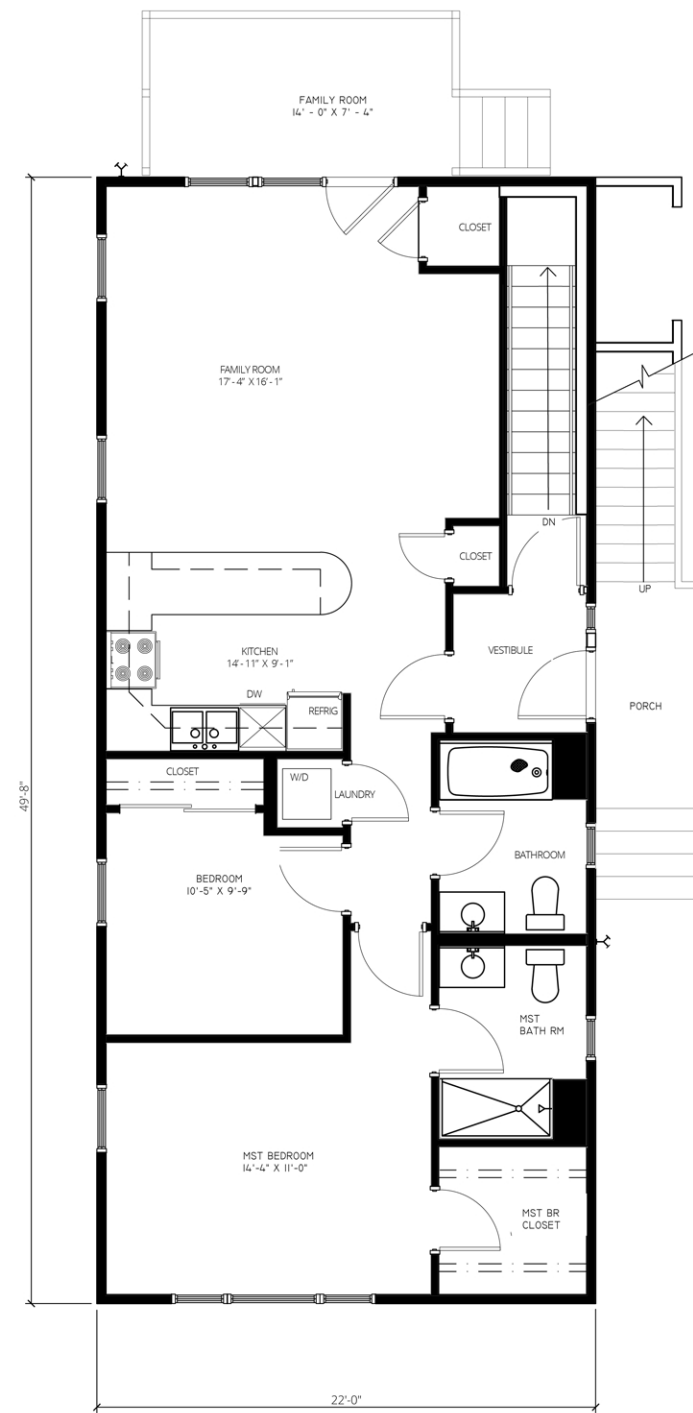 FAMILY ROOM
14' - 0" X 7' - 4"
CLOSET
FAMILY ROOM
17'-4" X 16'-1"
DN
CLOSET
UP
KITCHEN
14'-11" X 9'-1"
VESTIBULE
DW
REFRIG
PORCH
CLOSET
W/D
LAUNDRY
49'-8"
BATHROOM
BEDROOM
10'-5" X 9'-9"
MST
BATH RM
MST BEDROOM
14'-4" X 11'-0"
MST BR
CLOSET
22'-0"